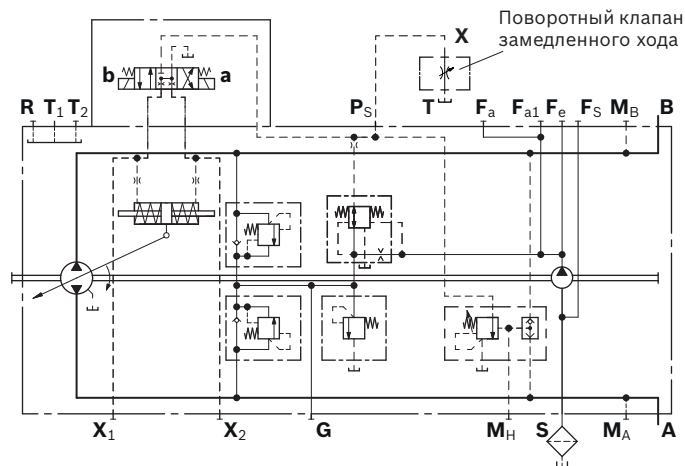 Поворотный клапан
замедленного хода
X
b a
R T1 T2 PS T Fa Fa1 Fe FS MB B
X1 X2 G MH S MA A